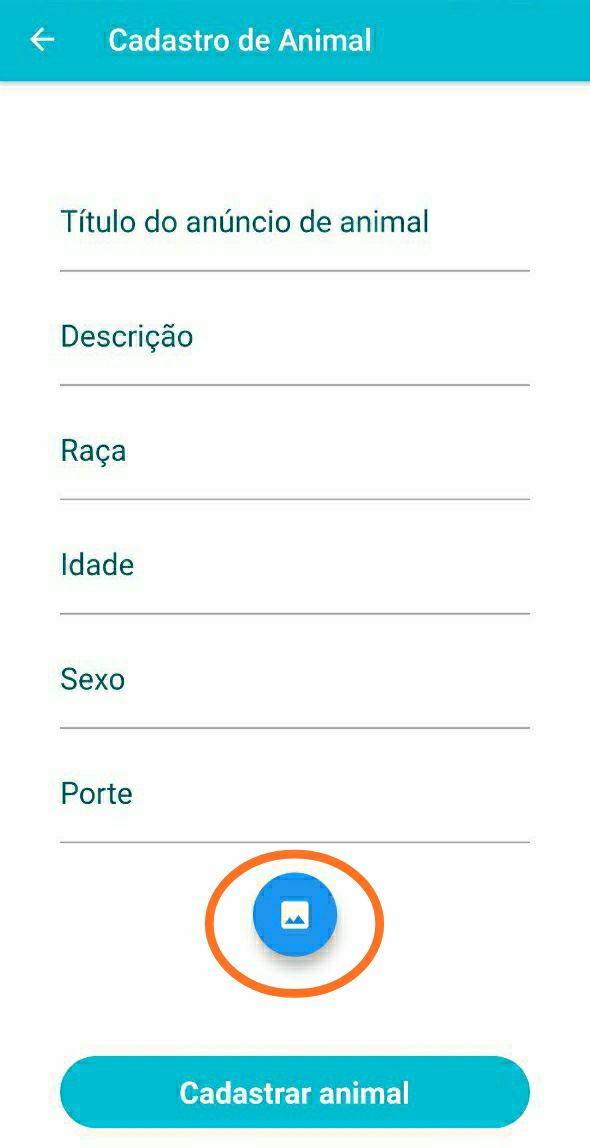 Cadastro de Animal
Título do anúncio de animal
Descrição
Raça
Idade
Sexo
Porte
Cadastrar animal